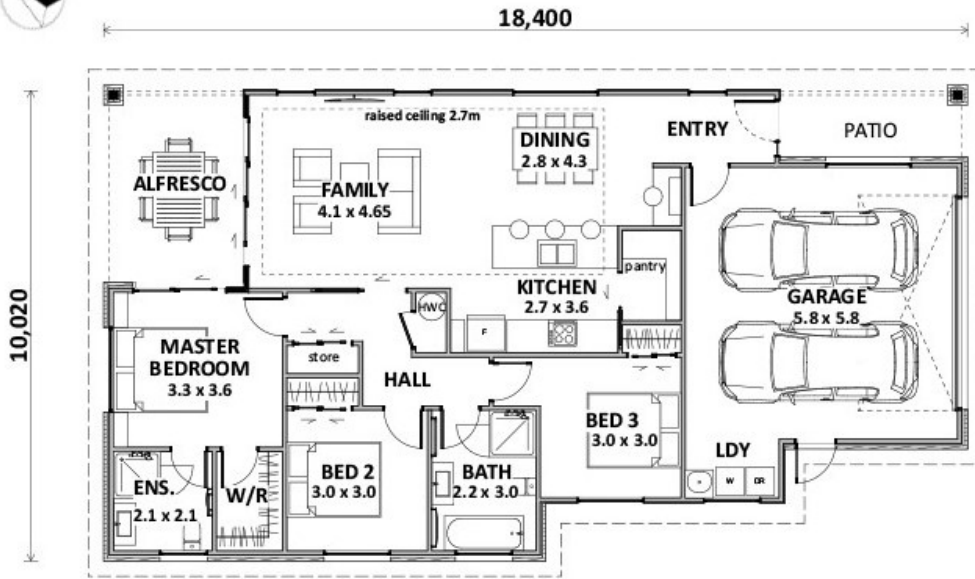 18,400
10,020
raised ceiling 2.7m
ENTRY
PATIO
DINING
2.8 x 4.3
ALFRESCO
FAMILY
4.1 x 4.65
pantry
KITCHEN
2.7 x 3.6
GARAGE
5.8 x 5.8
HWC
F
MASTER
BEDROOM
3.3 x 3.6
store
HALL
BED 3
3.0 x 3.0
LDY
W
DR
BED 2
3.0 x 3.0
BATH
2.2 x 3.0
ENS.
2.1 x 2.1
W/R